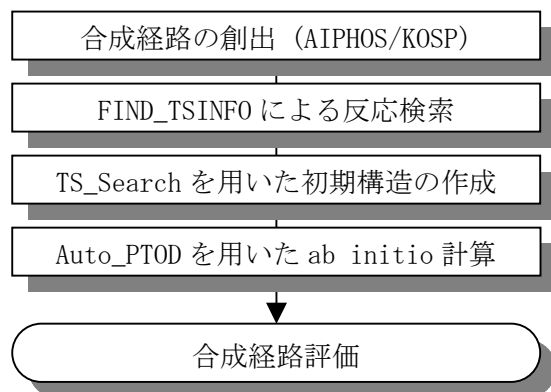 合成経路の創出 (AIPHOS/KOSP)
FIND_TSINFO による反応検索
TS_Search を用いた初期構造の作成
Auto_PTOD を用いた ab initio 計算
合成経路評価